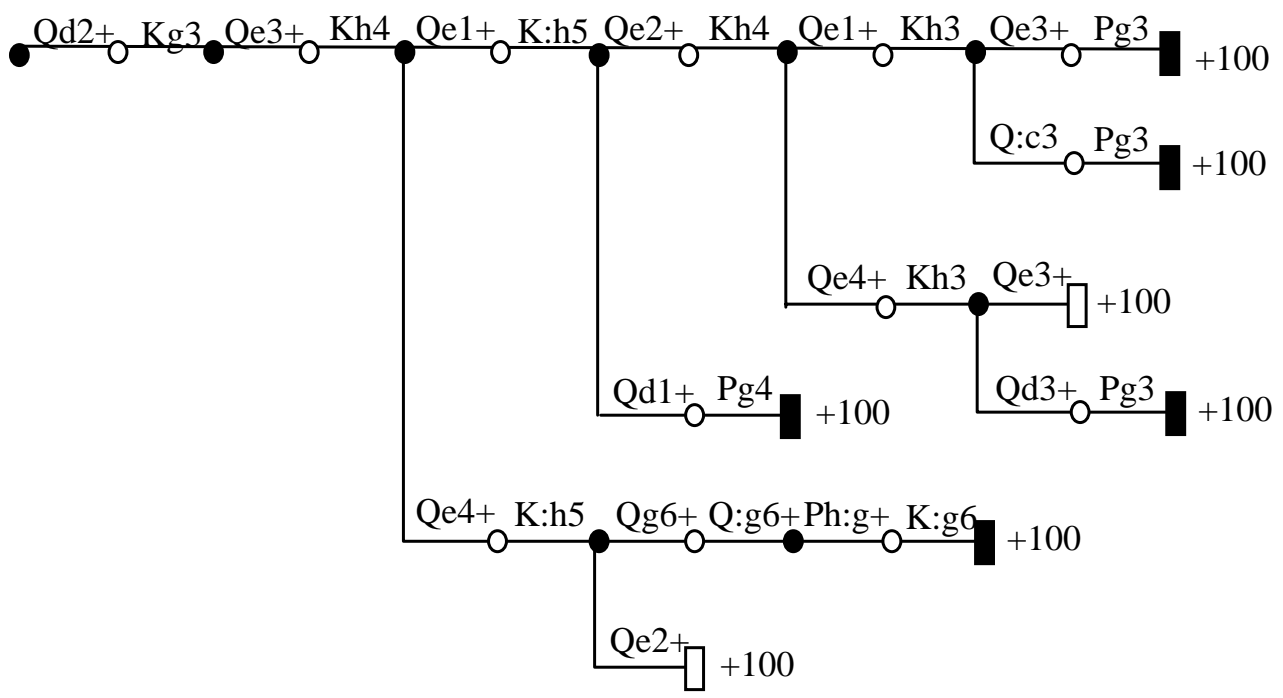 Qd2+ Kg3 Qe3+ Kh4 Qe1+ K:h5 Qe2+ Kh4 Qe1+ Kh3 Qe3+ Pg3 +100
Q:c3 Pg3 +100
Qe4+ Kh3 Qe3+ +100
Qd1+ Pg4 +100 Qd3+ Pg3 +100
Qe4+ K:h5 Qg6+ Q:g6+ Ph:g+ K:g6 +100
Qe2+ +100